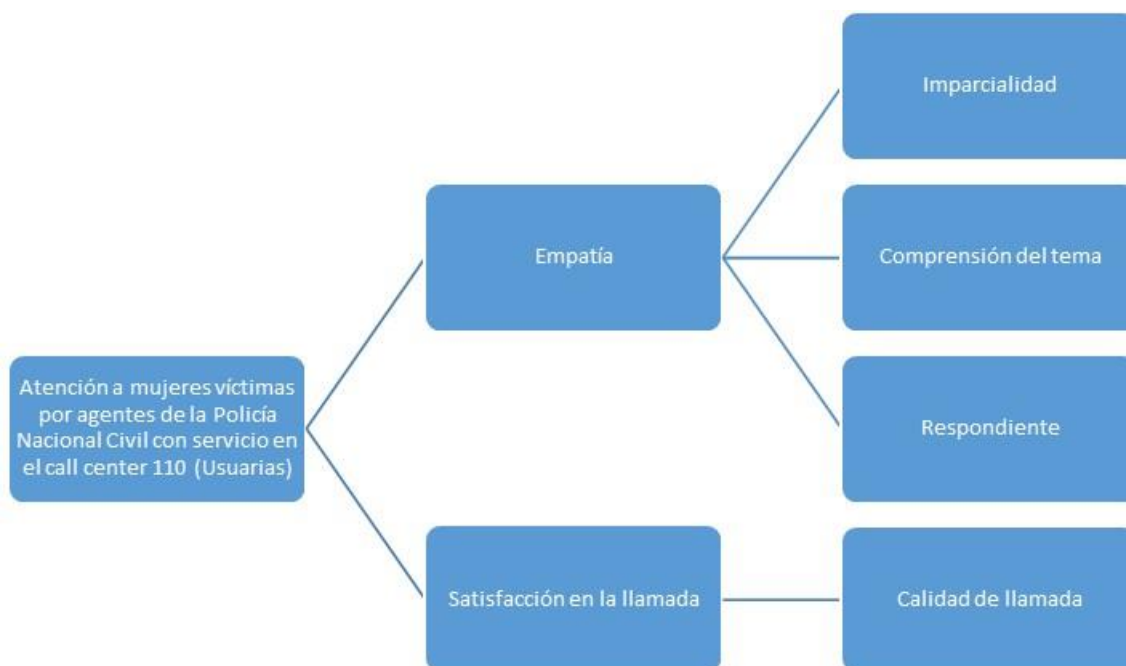 Imparcialidad
Empatía
Comprensión del tema
Atención a mujeres víctimas
por agentes de la Policía
Nacional Civil con servicio en
el call center 110 (Usuarias)
Respondiente
Satisfacción en la llamada
Calidad de llamada